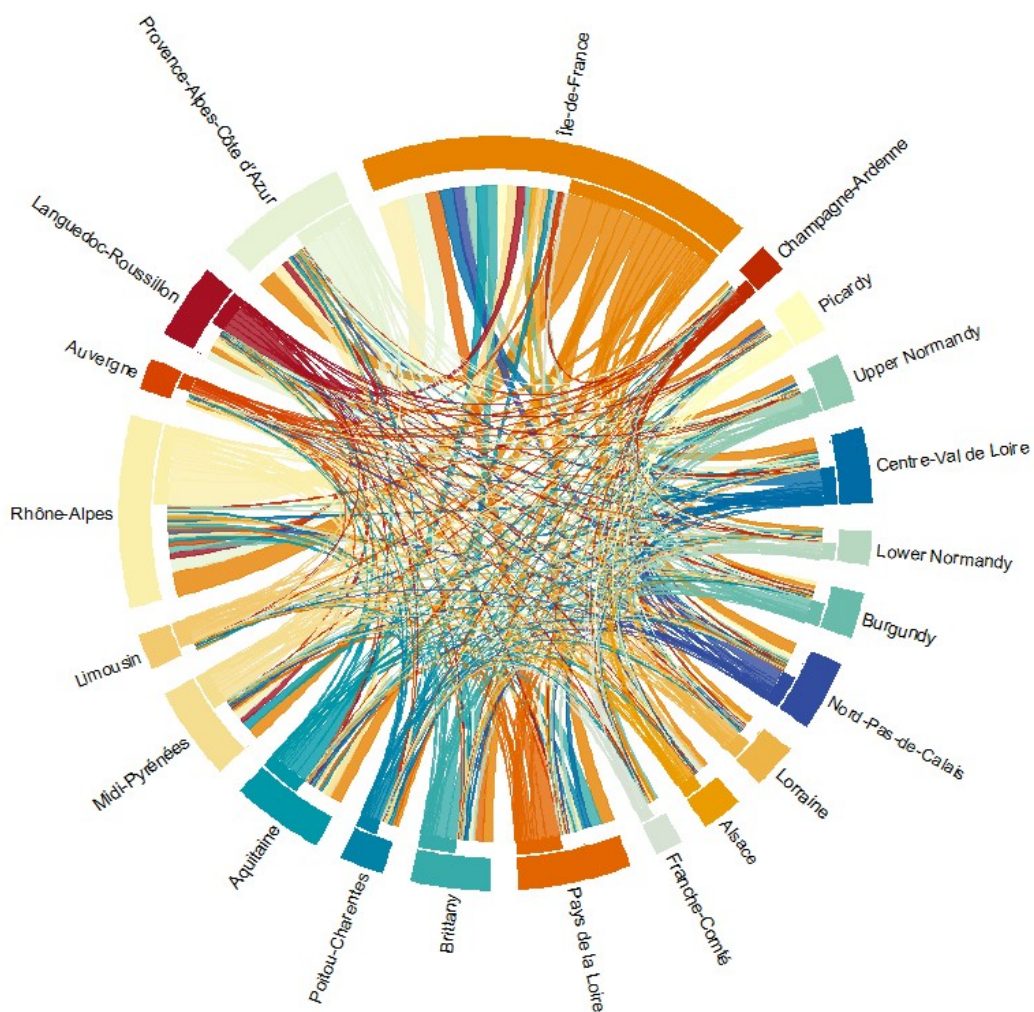 Île-de-France
Champagne-Ardenne
Picardy
Upper Normandy
Centre-Val de Loire
Lower Normandy
Burgundy
Nord-Pas-de-Calais
Lorraine
Alsace
Franche-Comté
Pays de la Loire
Brittany
Poitou-Charentes
Aquitaine
Midi-Pyrénées
Limousin
Rhône-Alpes
Auvergne
Languedoc-Roussillon
Provence-Alpes-Côte d'Azur